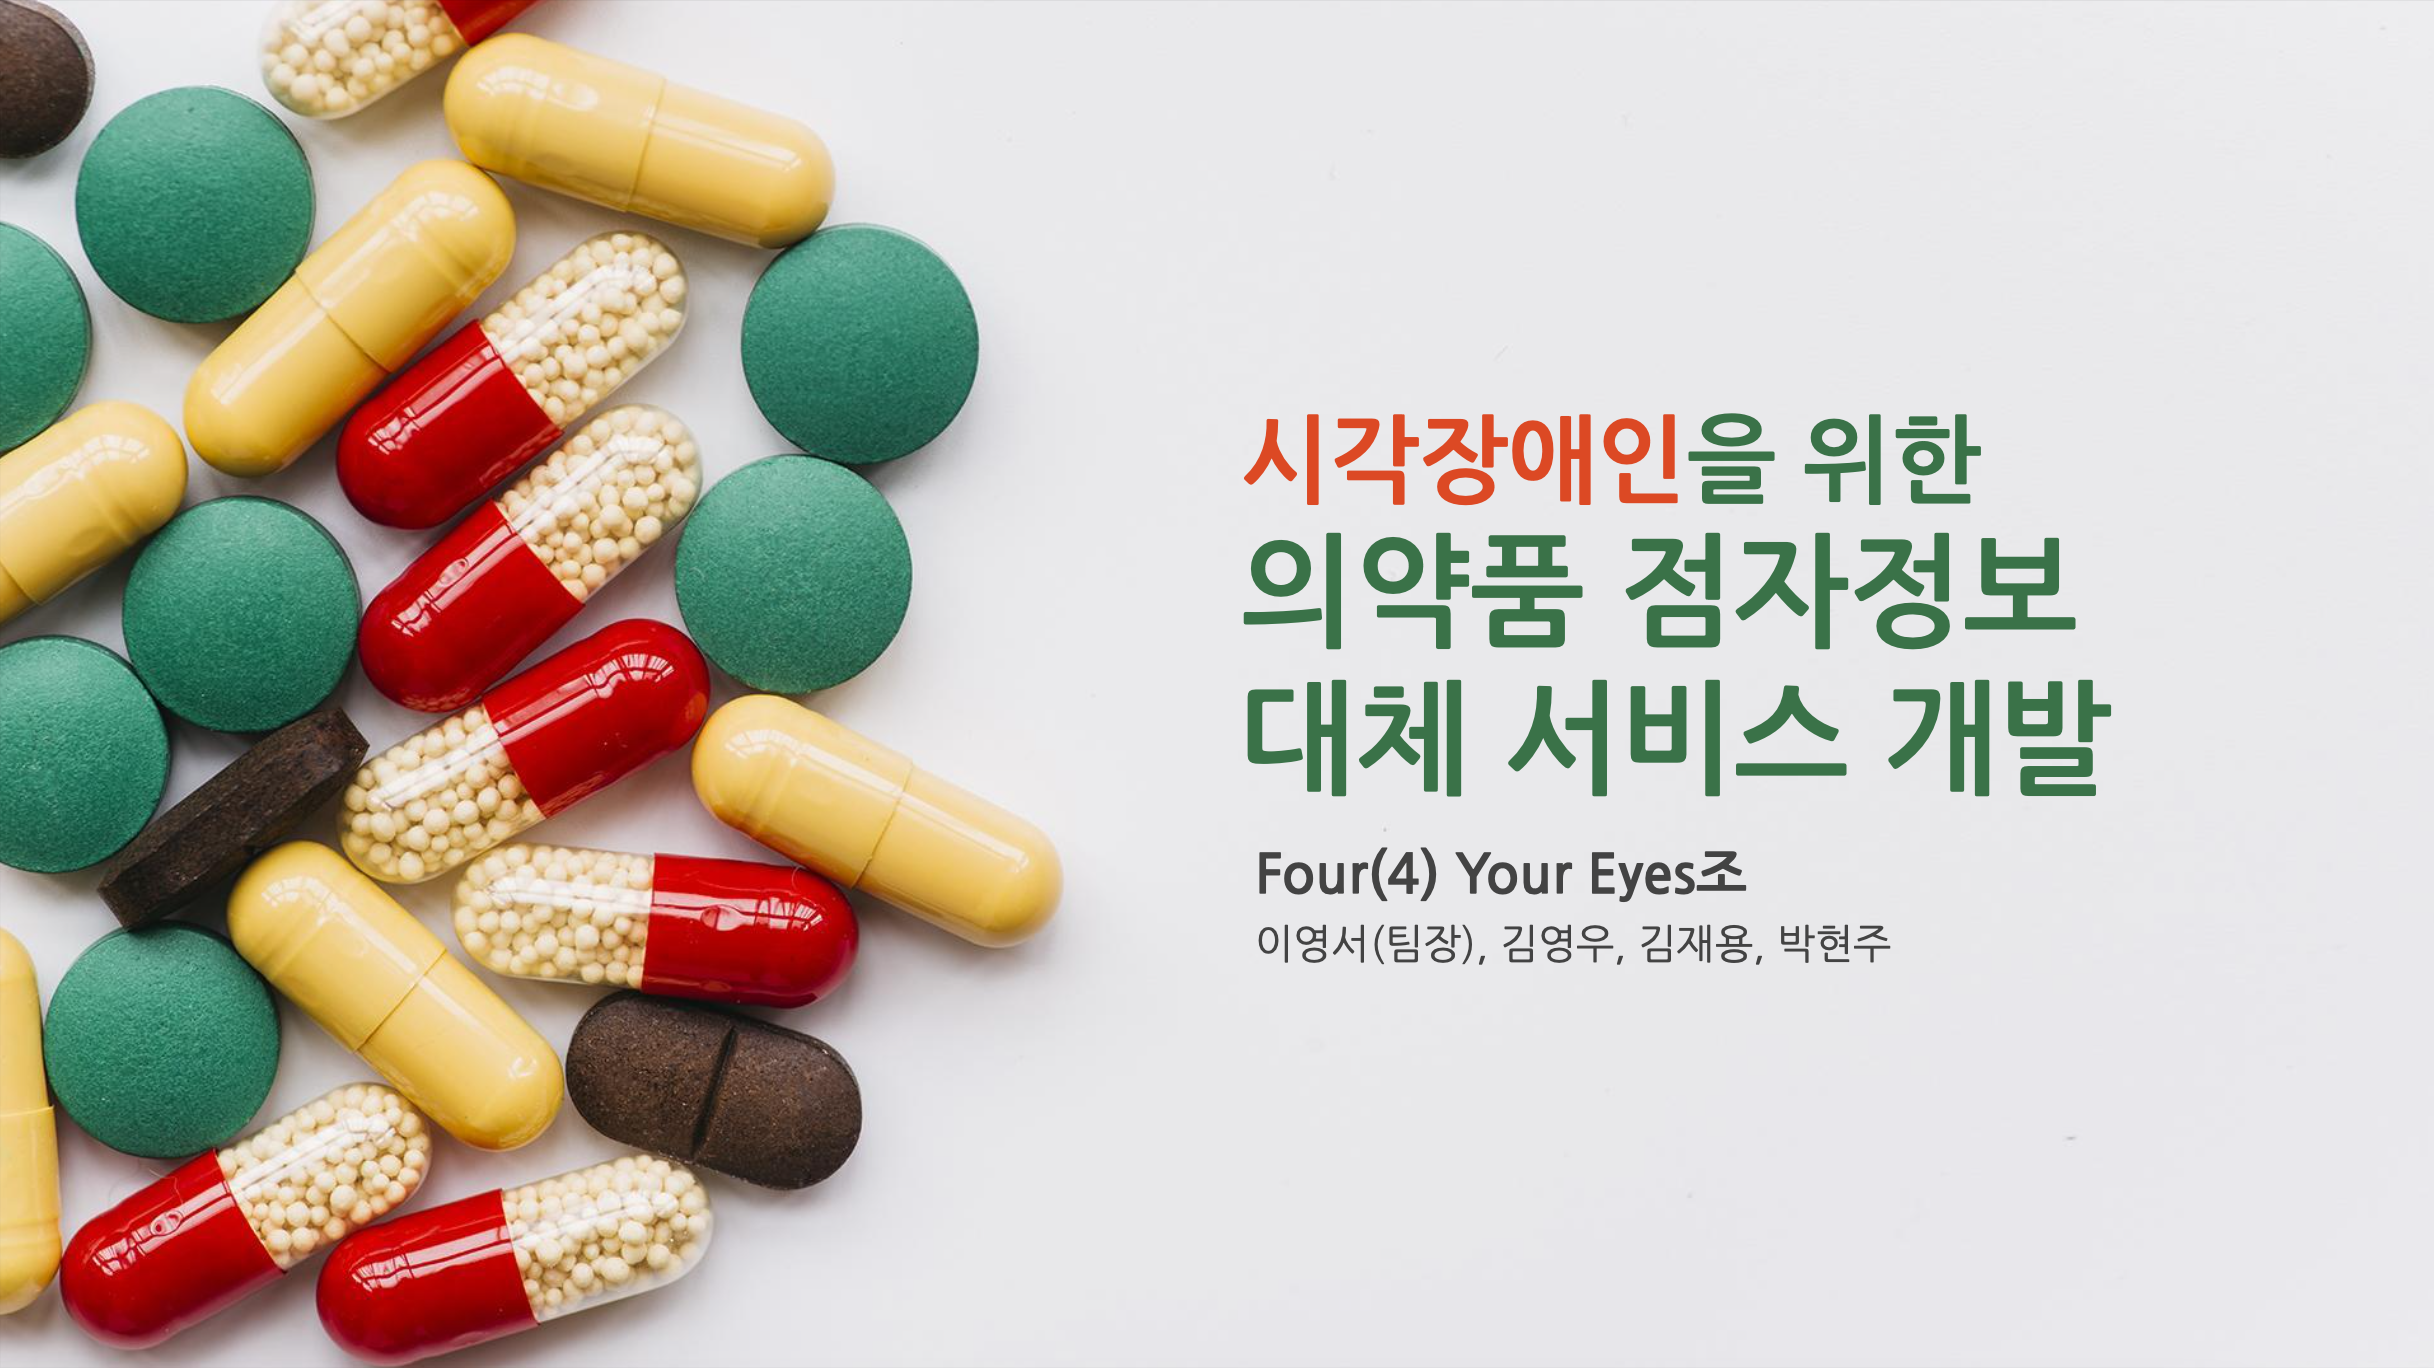 시각장애인을 위한
의약품 점자정보
대체 서비스 개발
Four(4) Your Eyes조
이영서(팀장), 김영우, 김재용, 박현주